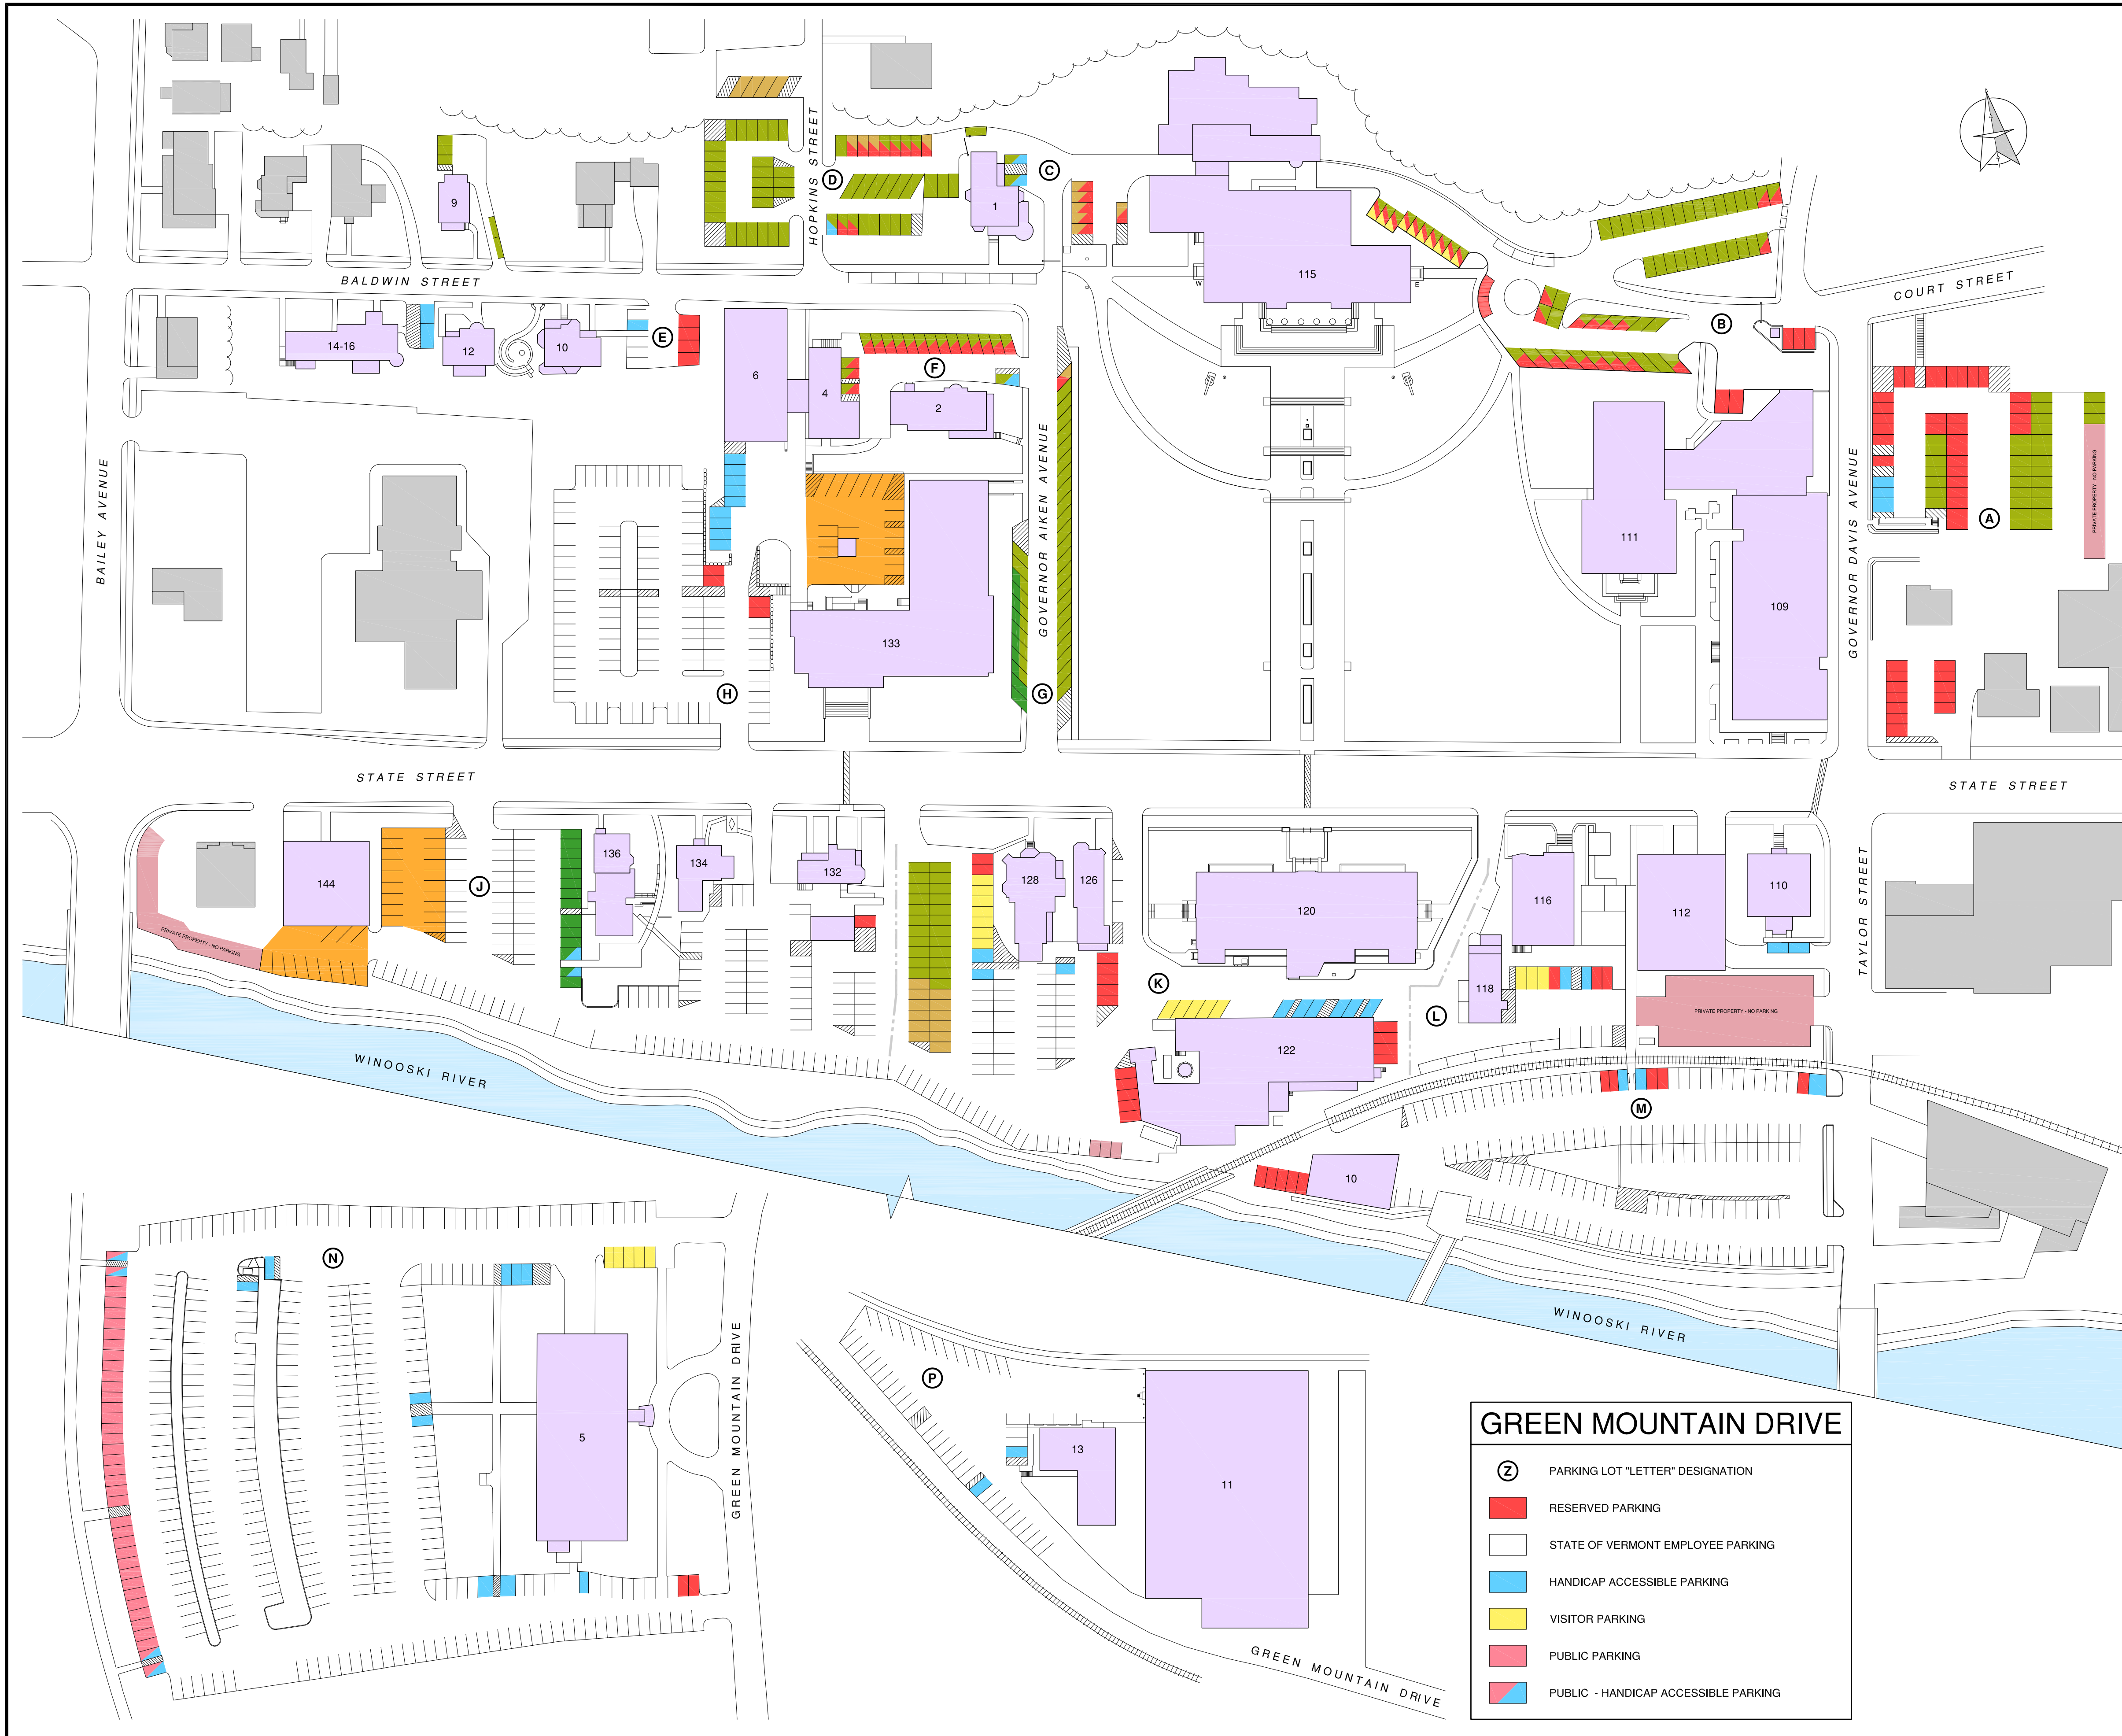 HOPKINS STREET
D
C
9
1
BALDWIN STREET
115
W
E
COURT STREET
14-16
12
10
E
6
4
F
2
B
BAILEY AVENUE
GOVERNOR AIKEN AVENUE
GOVERNOR DAVIS AVENUE
PRIVATE PROPERTY - NO PARKING
A
111
109
133
H
G
STATE STREET
STATE STREET
144
J
136
134
132
128
126
120
116
112
110
TAYLOR STREET
PRIVATE PROPERTY - NO PARKING
K
118
L
PRIVATE PROPERTY - NO PARKING
122
WINOOSKI RIVER
M
10
N
WINOOSKI RIVER
GREEN MOUNTAIN DRIVE
P
5
13
11
GREEN MOUNTAIN DRIVE
GREEN MOUNTAIN DRIVE
Z PARKING LOT "LETTER" DESIGNATION
RESERVED PARKING
STATE OF VERMONT EMPLOYEE PARKING
HANDICAP ACCESSIBLE PARKING
VISITOR PARKING
PUBLIC PARKING
PUBLIC - HANDICAP ACCESSIBLE PARKING